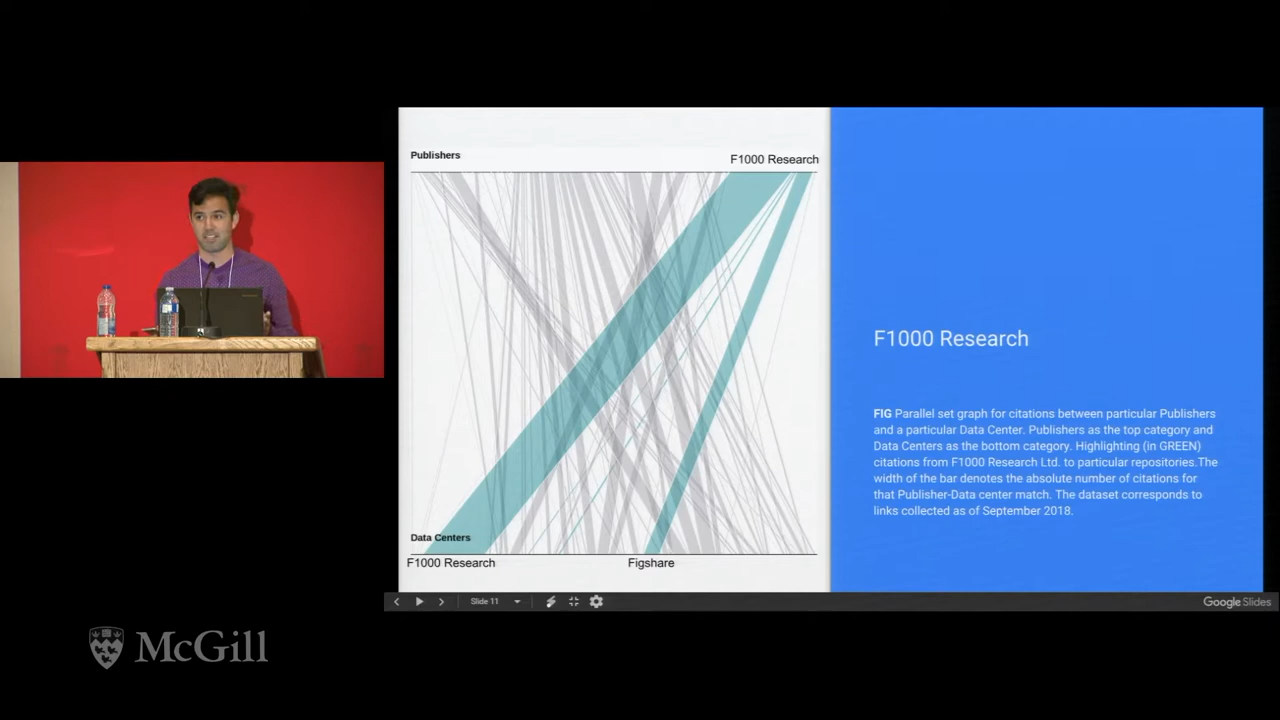 Publishers
F1000 Research
Data Centers
F1000 Research
Figshare
F1000 Research
FIG Parallel set graph for citations between particular Publishers
and a particular Data Center. Publishers as the top category and
Data Centers as the bottom category. Highlighting (in GREEN)
citations from F1000 Research Ltd. to particular repositories.The
width of the bar denotes the absolute number of citations for
that Publisher-Data center match. The dataset corresponds to
links collected as of September 2018.
Slide 11
Google Slides
McGill